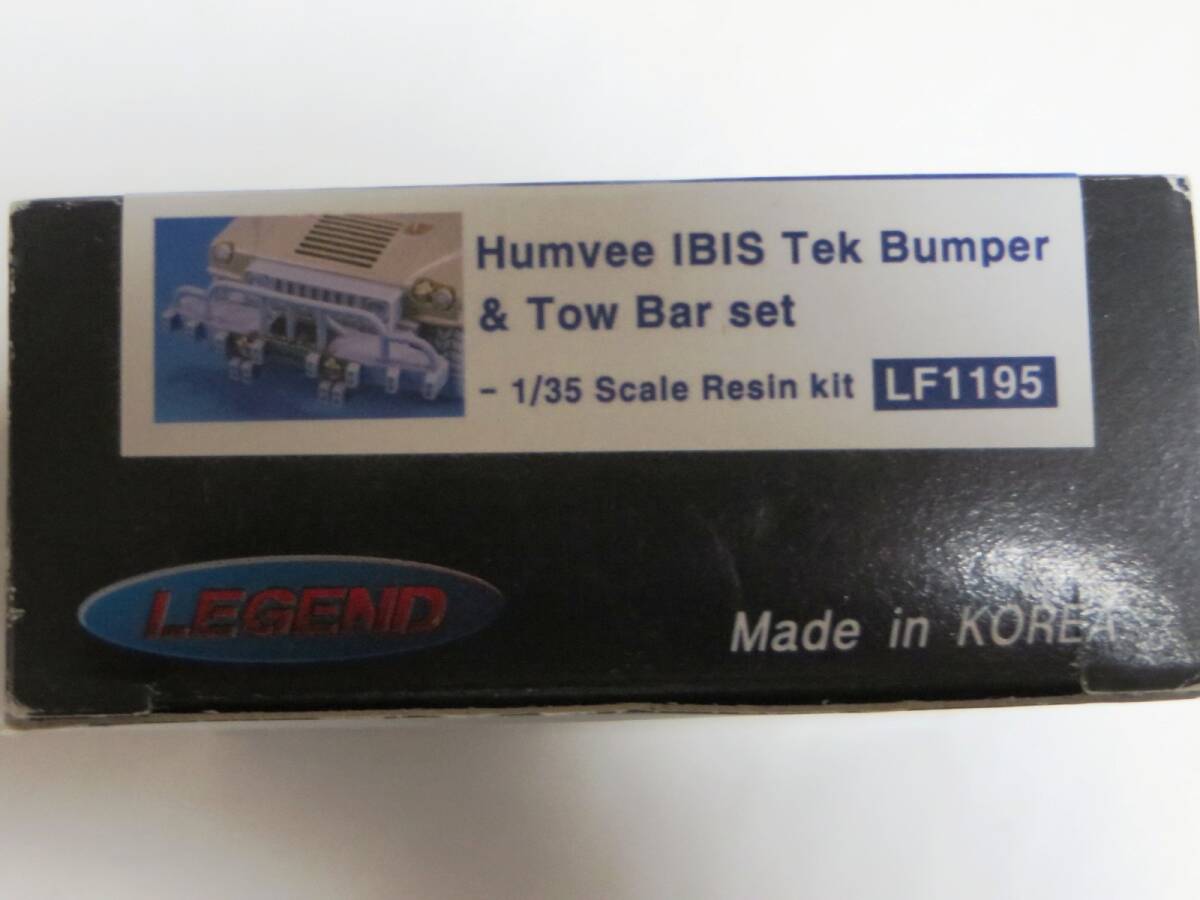 Humvee IBIS Tek Bumper
& Tow Bar set
- 1/35 Scale Resin kit LF1195
LEGEND
Made in KOREA